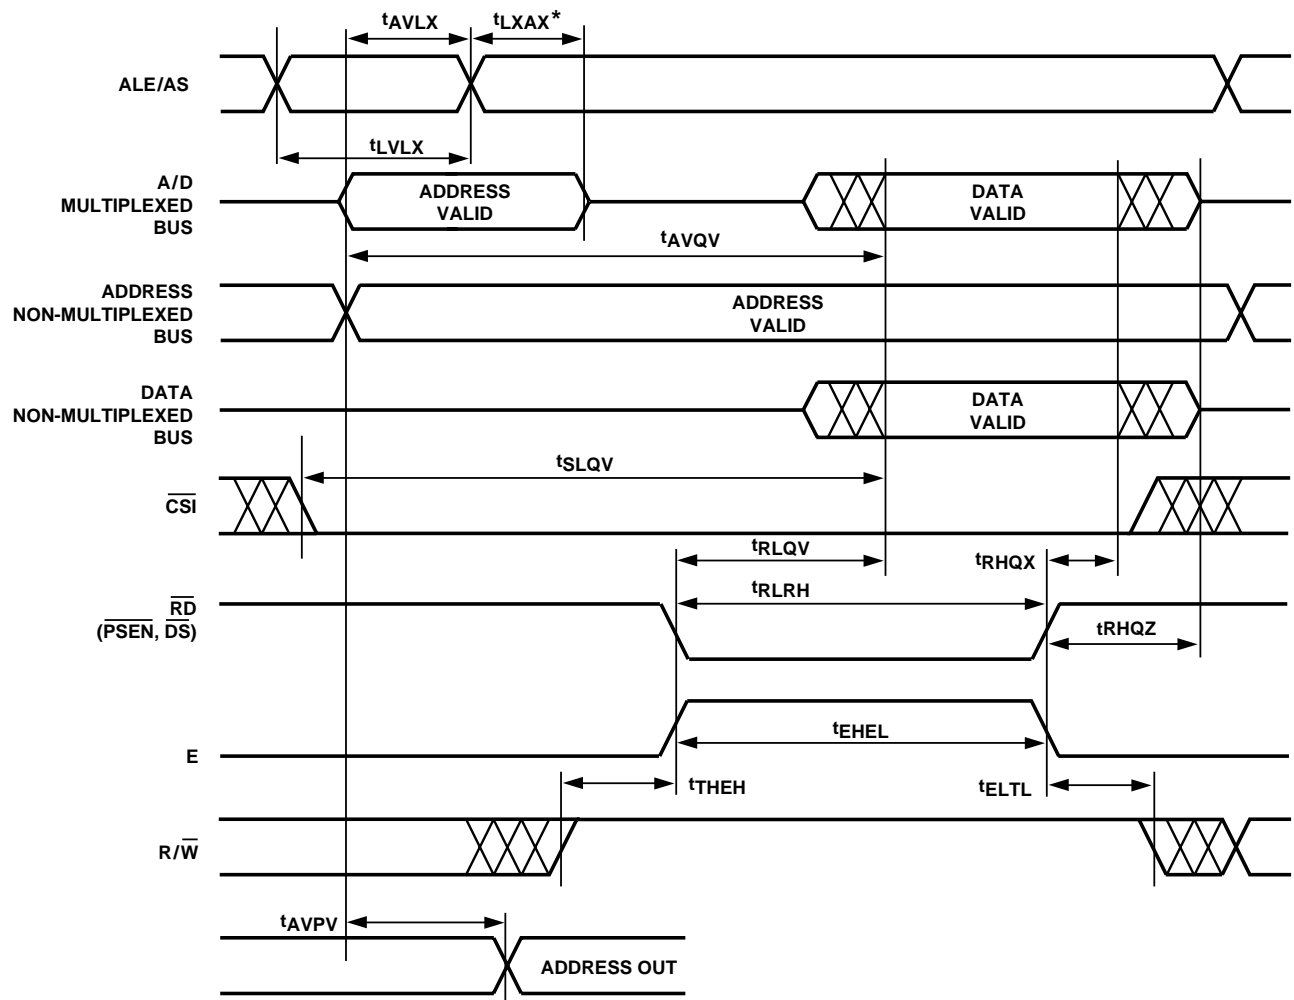 tAVLX tLXAX*
ALE/AS
tLVLX
A/D
MULTIPLEXED
BUS
ADDRESS
VALID
DATA
VALID
tAVQV
ADDRESS
NON-MULTIPLEXED
BUS
ADDRESS
VALID
DATA
NON-MULTIPLEXED
BUS
DATA
VALID
tSLQV
CSI
tRLQV
tRHQX
tRLRH
RD
(PSEN, DS)
tRHQZ
tEHEL
E
tTHEH
tELTL
R/W
tAVPV
ADDRESS OUT